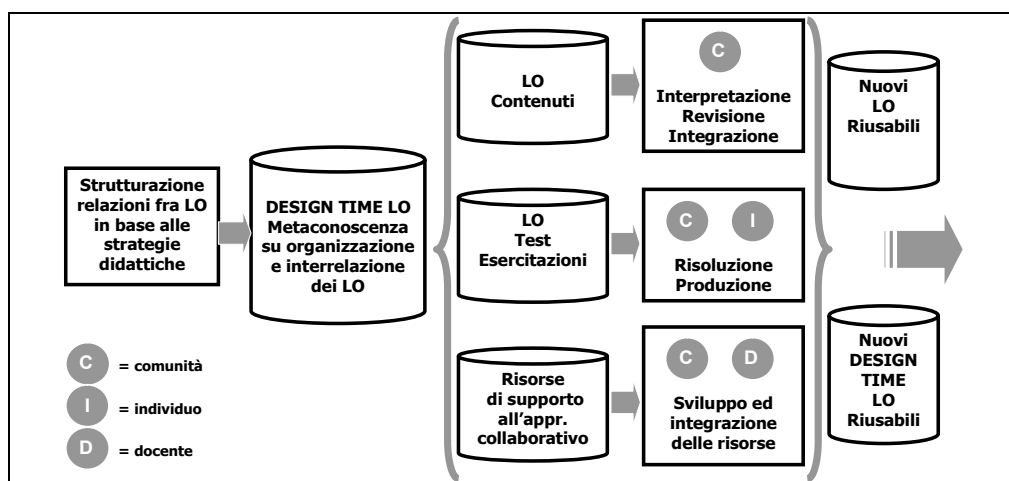 Strutturazione
relazioni fra LO
in base alle
strategie
didattiche
DESIGN TIME LO
Metaconoscenza
su organizzazione
e interrelazione
dei LO
LO
Contenuti
C
Interpretazione
Revisione
Integrazione
LO
Test
Esercitazioni
C I
Risoluzione
Produzione
Risorse
di supporto
all'appr.
collaborativo
C D
Sviluppo ed
integrazione
delle risorse
Nuovi
LO
Riusabili
Nuovi
DESIGN
TIME
LO
Riusabili
C = comunità
I = individuo
D = docente